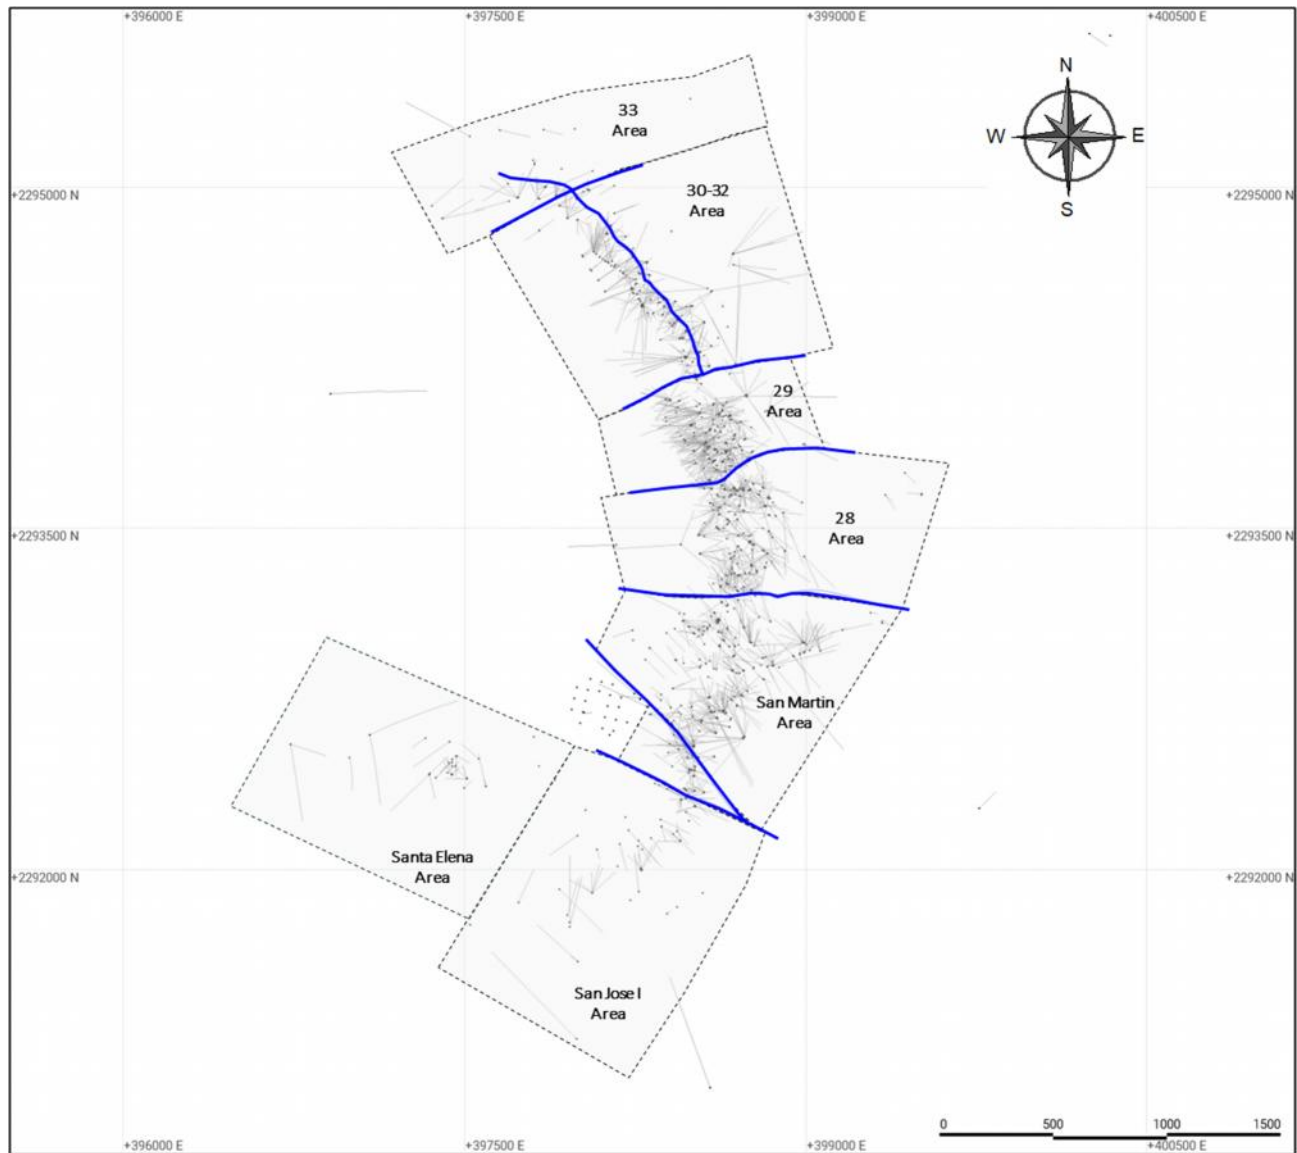 +396000 E
+397500 E
+399000 E
+400500 E
N
W
E
S
33
Area
+2295000 N
30-32
Area
+2295000 N
29
Area
28
Area
+2293500 N
+2293500 N
San Martin
Area
Santa Elena
Area
+2292000 N
+2292000 N
San Jose I
Area
0
500
1000
1500
+396000 E
+397500 E
+399000 E
+400500 E